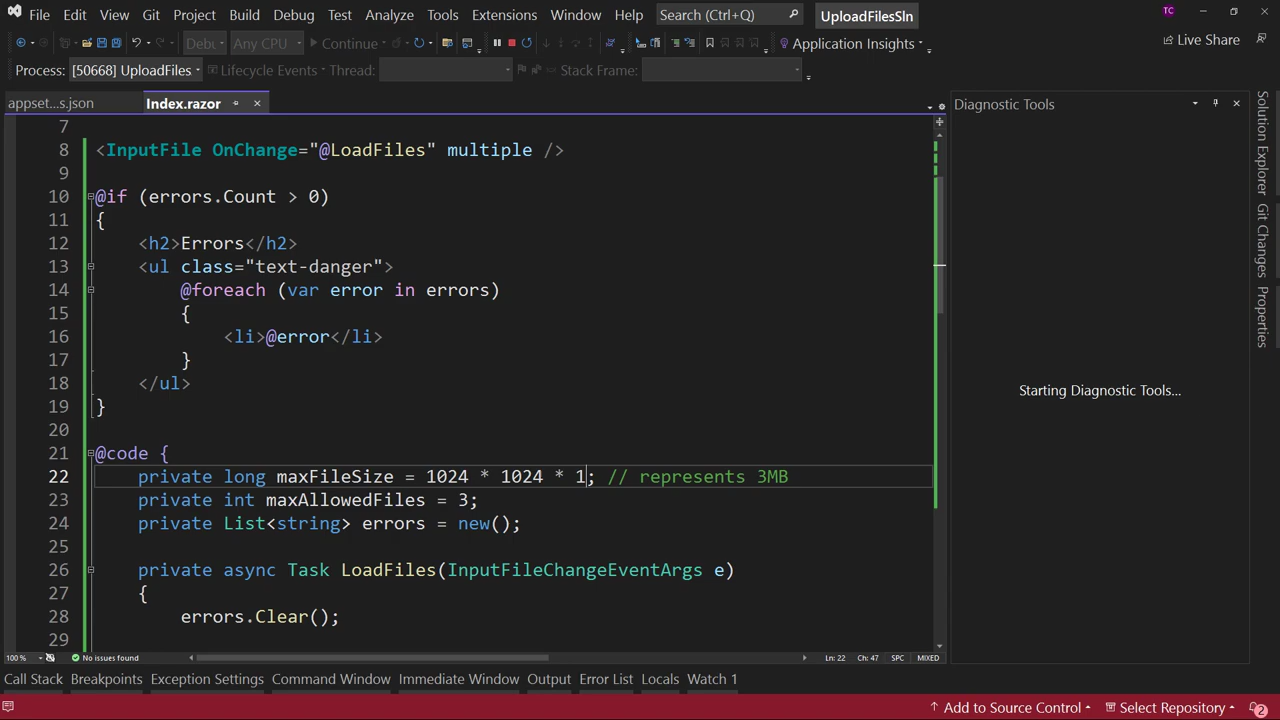 File Edit View Git Project Build Debug Test Analyze Tools Extensions Window Help Search (Ctrl+Q) UploadFilesSln TC
Debu Any CPU Continue Application Insights Live Share
Process: [50668] UploadFiles Lifecycle Events Thread: Stack Frame:
appset...s.json Index.razor Diagnostic Tools
7
8 <InputFile OnChange="@LoadFiles" multiple />
9
10 @if (errors.Count > 0)
11 {
12 <h2>Errors</h2>
13 <ul class="text-danger">
14 @foreach (var error in errors)
15 {
16 <li>@error</li>
17 }
18 </ul>
19 }
20
21 @code {
22 private long maxFileSize = 1024 * 1024 * 1; // represents 3MB
23 private int maxAllowedFiles = 3;
24 private List<string> errors = new();
25
26 private async Task LoadFiles(InputFileChangeEventArgs e)
27 {
28 errors.Clear();
29
Starting Diagnostic Tools...
Solution Explorer
Git Changes
Properties
100 % No issues found Ln: 22 Ch: 47 SPC MIXED
Call Stack Breakpoints Exception Settings Command Window Immediate Window Output Error List Locals Watch 1
Add to Source Control Select Repository 2